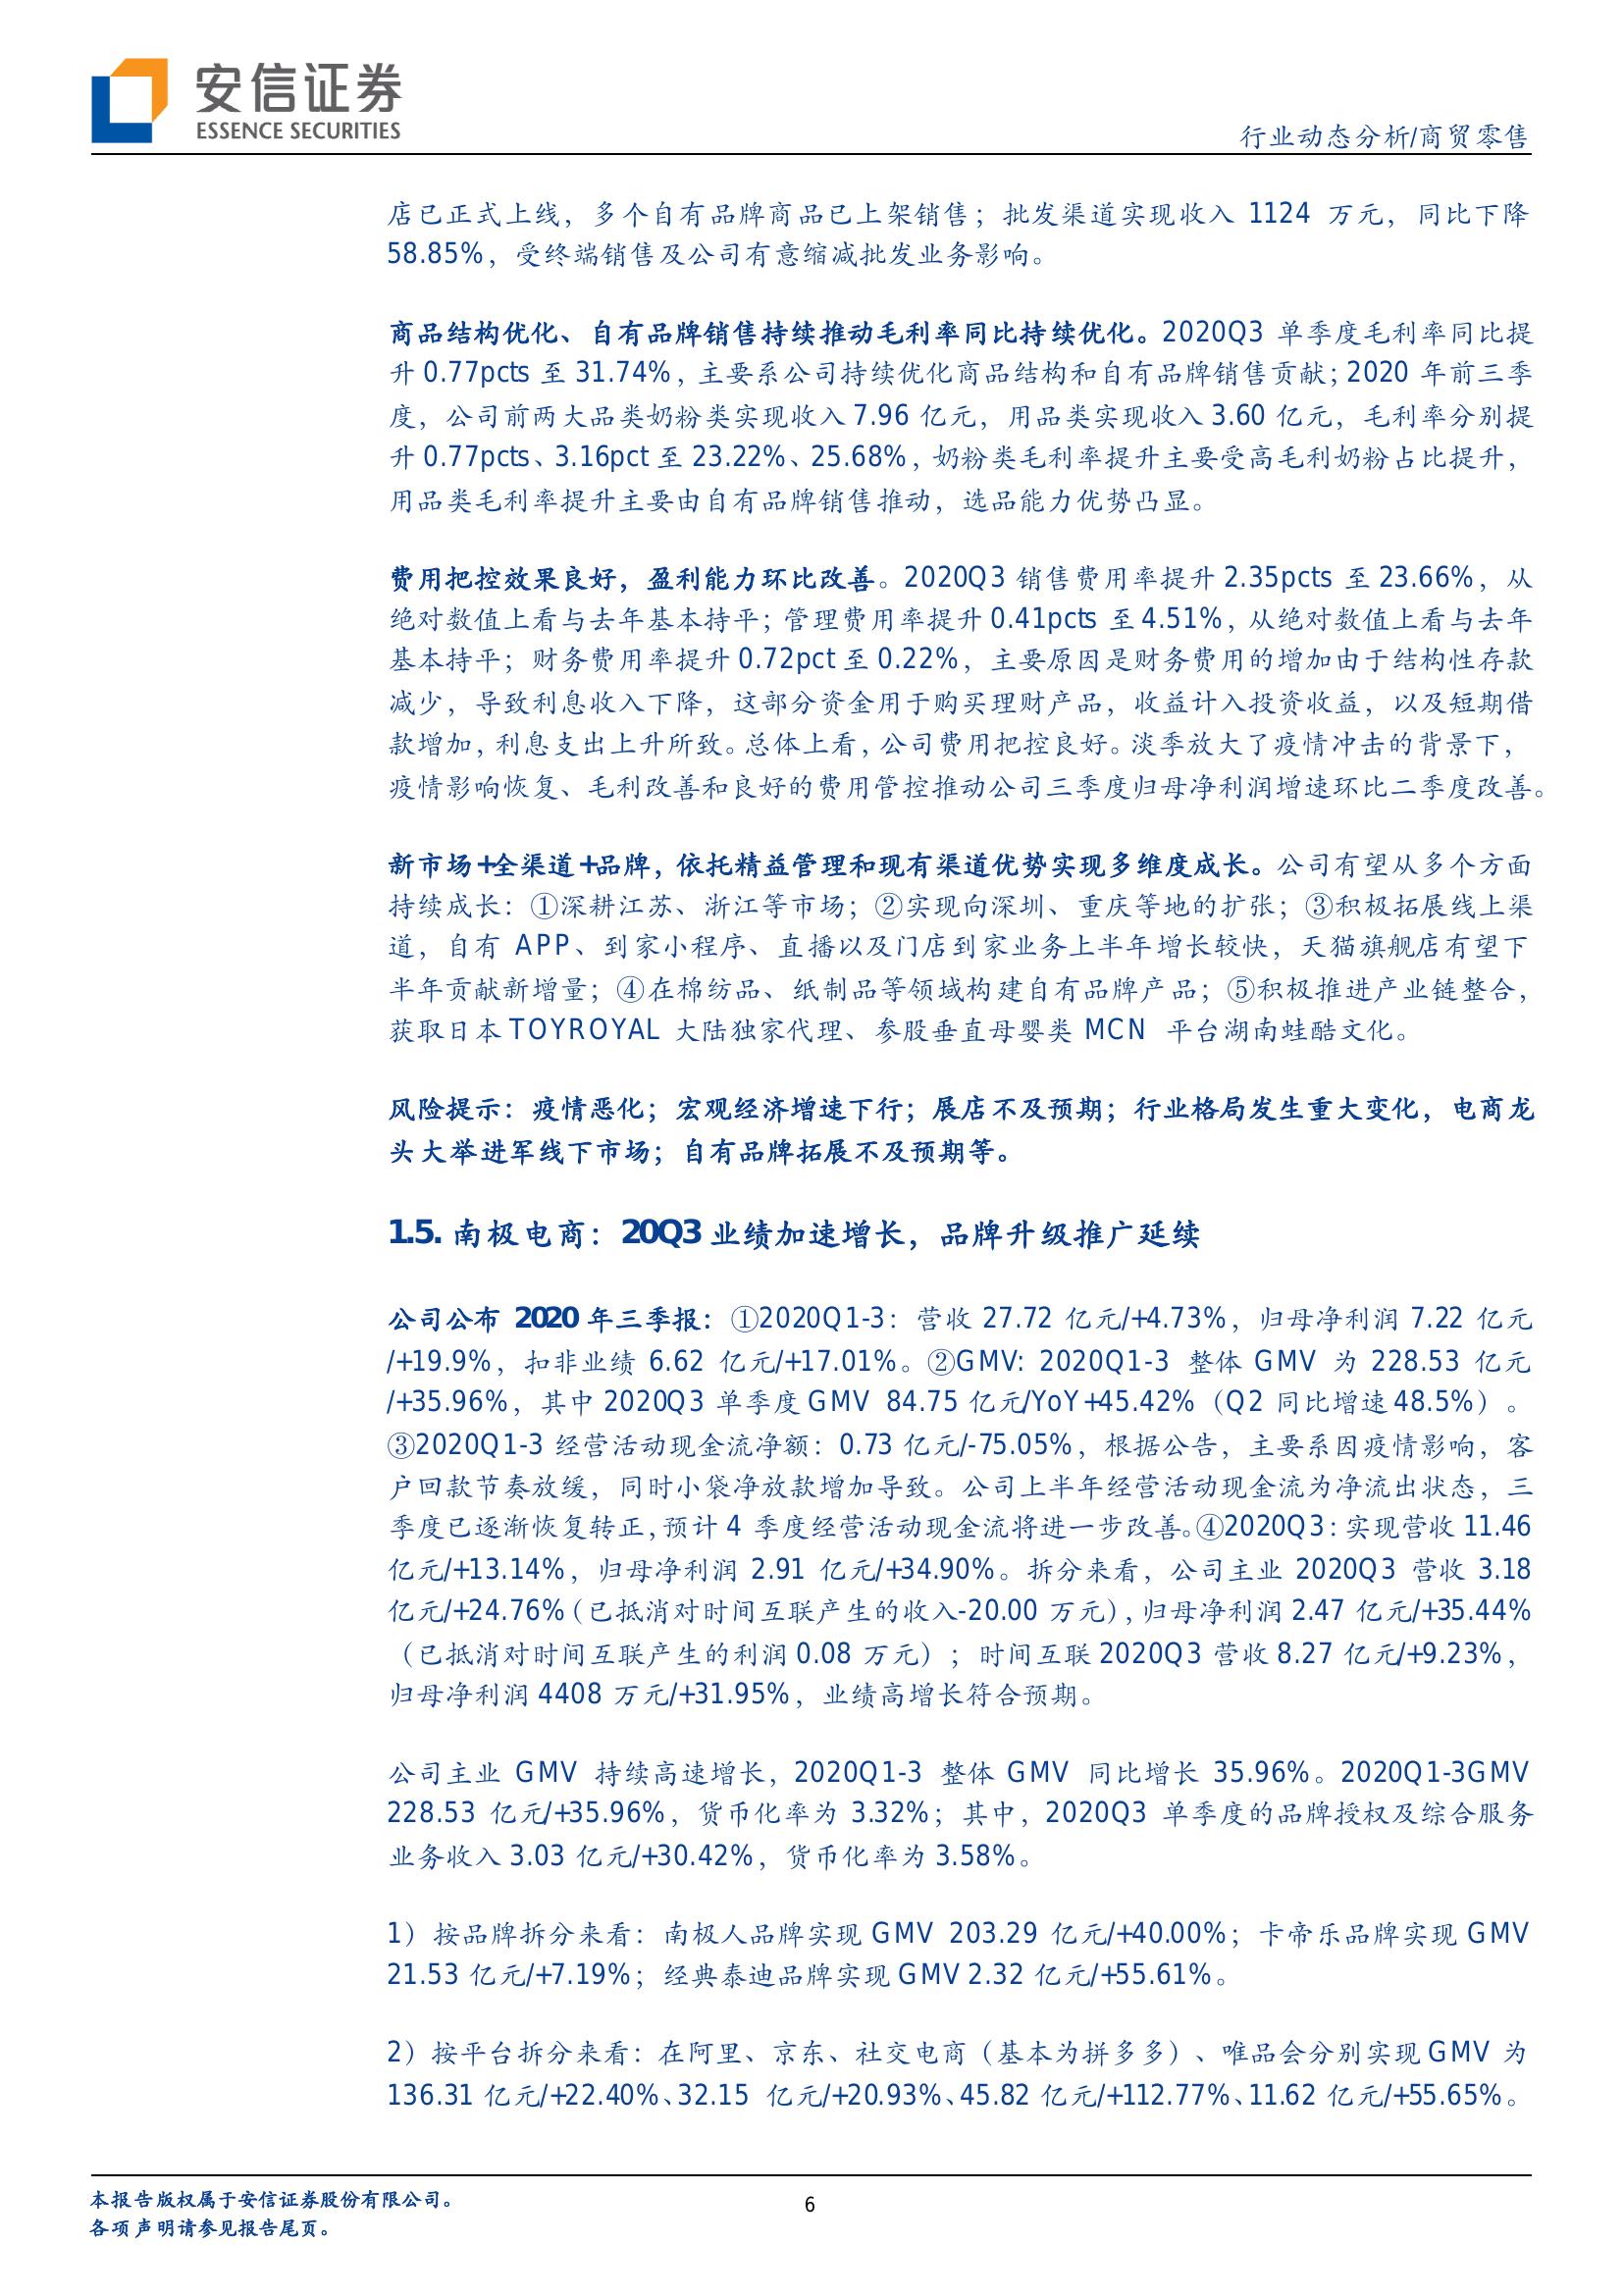 安信证券
ESSENCE SECURITIES
行业动态分析/商贸零售
店已正式上线，多个自有品牌商品已上架销售；批发渠道实现收入 1124 万元，同比下降
58.85%，受终端销售及公司有意缩减批发业务影响。
商品结构优化、自有品牌销售持续推动毛利率同比持续优化。2020Q3 单季度毛利率同比提
升 0.77pcts 至 31.74%，主要系公司持续优化商品结构和自有品牌销售贡献；2020 年前三季
度，公司前两大品类奶粉类实现收入 7.96 亿元，用品类实现收入 3.60 亿元，毛利率分别提
升 0.77pcts、3.16pct 至 23.22%、25.68%，奶粉类毛利率提升主要受高毛利奶粉占比提升，
用品类毛利率提升主要由自有品牌销售推动，选品能力优势凸显。
费用把控效果良好，盈利能力环比改善。2020Q3 销售费用率提升 2.35pcts 至 23.66%，从
绝对数值上看与去年基本持平；管理费用率提升 0.41pcts 至 4.51%，从绝对数值上看与去年
基本持平；财务费用率提升 0.72pct 至 0.22%，主要原因是财务费用的增加由于结构性存款
减少，导致利息收入下降，这部分资金用于购买理财产品，收益计入投资收益，以及短期借
款增加，利息支出上升所致。总体上看，公司费用把控良好。淡季放大了疫情冲击的背景下，
疫情影响恢复、毛利改善和良好的费用管控推动公司三季度归母净利润增速环比二季度改善。
新市场+全渠道+品牌，依托精益管理和现有渠道优势实现多维度成长。公司有望从多个方面
持续成长：①深耕江苏、浙江等市场；②实现向深圳、重庆等地的扩张；③积极拓展线上渠
道，自有 APP、到家小程序、直播以及门店到家业务上半年增长较快，天猫旗舰店有望下
半年贡献新增量；④在棉纺品、纸制品等领域构建自有品牌产品；⑤积极推进产业链整合，
获取日本 TOYROYAL 大陆独家代理、参股垂直母婴类 MCN 平台湖南蛙酷文化。
风险提示：疫情恶化；宏观经济增速下行；展店不及预期；行业格局发生重大变化，电商龙
头大举进军线下市场；自有品牌拓展不及预期等。
1.5. 南极电商：20Q3 业绩加速增长，品牌升级推广延续
公司公布 2020 年三季报：①2020Q1-3：营收 27.72 亿元/+4.73%，归母净利润 7.22 亿元
/+19.9%，扣非业绩 6.62 亿元/+17.01%。②GMV: 2020Q1-3 整体 GMV 为 228.53 亿元
/+35.96%，其中 2020Q3 单季度 GMV 84.75 亿元/YoY+45.42%（Q2 同比增速 48.5%）。
③2020Q1-3 经营活动现金流净额：0.73 亿元/-75.05%，根据公告，主要系因疫情影响，客
户回款节奏放缓，同时小袋净放款增加导致。公司上半年经营活动现金流为净流出状态，三
季度已逐渐恢复转正，预计 4 季度经营活动现金流将进一步改善。④2020Q3：实现营收 11.46
亿元/+13.14%，归母净利润 2.91 亿元/+34.90%。拆分来看，公司主业 2020Q3 营收 3.18
亿元/+24.76%（已抵消对时间互联产生的收入-20.00 万元），归母净利润 2.47 亿元/+35.44%
（已抵消对时间互联产生的利润 0.08 万元）；时间互联 2020Q3 营收 8.27 亿元/+9.23%，
归母净利润 4408 万元/+31.95%，业绩高增长符合预期。
公司主业 GMV 持续高速增长，2020Q1-3 整体 GMV 同比增长 35.96%。2020Q1-3GMV
228.53 亿元/+35.96%，货币化率为 3.32%；其中，2020Q3 单季度的品牌授权及综合服务
业务收入 3.03 亿元/+30.42%，货币化率为 3.58%。
1）按品牌拆分来看：南极人品牌实现 GMV 203.29 亿元/+40.00%；卡帝乐品牌实现 GMV
21.53 亿元/+7.19%；经典泰迪品牌实现 GMV 2.32 亿元/+55.61%。
2）按平台拆分来看：在阿里、京东、社交电商（基本为拼多多）、唯品会分别实现 GMV 为
136.31 亿元/+22.40%、32.15 亿元/+20.93%、45.82 亿元/+112.77%、11.62 亿元/+55.65%。
本报告版权属于安信证券股份有限公司。
各项声明请参见报告尾页。
6